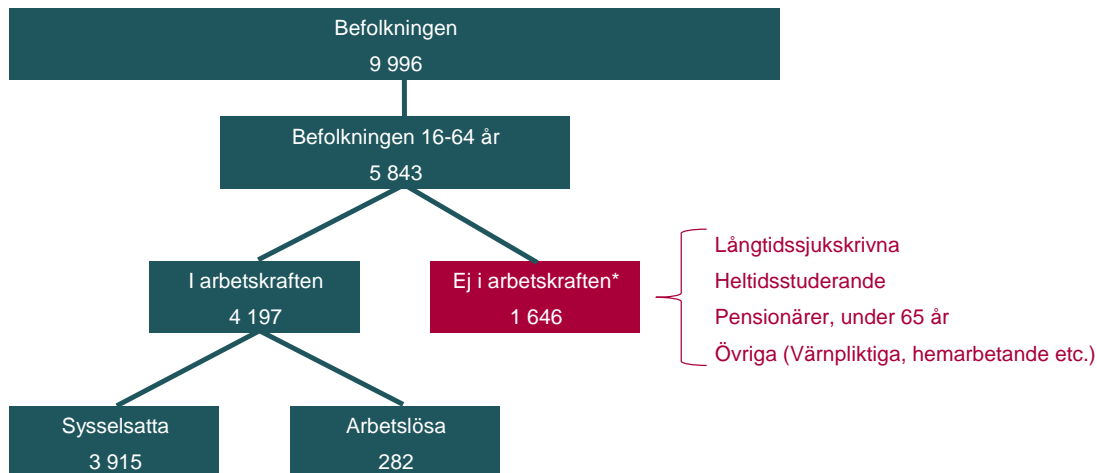 Befolkningen
9 996
Befolkningen 16-64 år
5 843
I arbetskraften
4 197
Ej i arbetskraften*
1 646
Långtidssjukskrivna
Heltidsstuderande
Pensionärer, under 65 år
Övriga (Värnpliktiga, hemarbetande etc.)
Sysselsatta
3 915
Arbetslösa
282